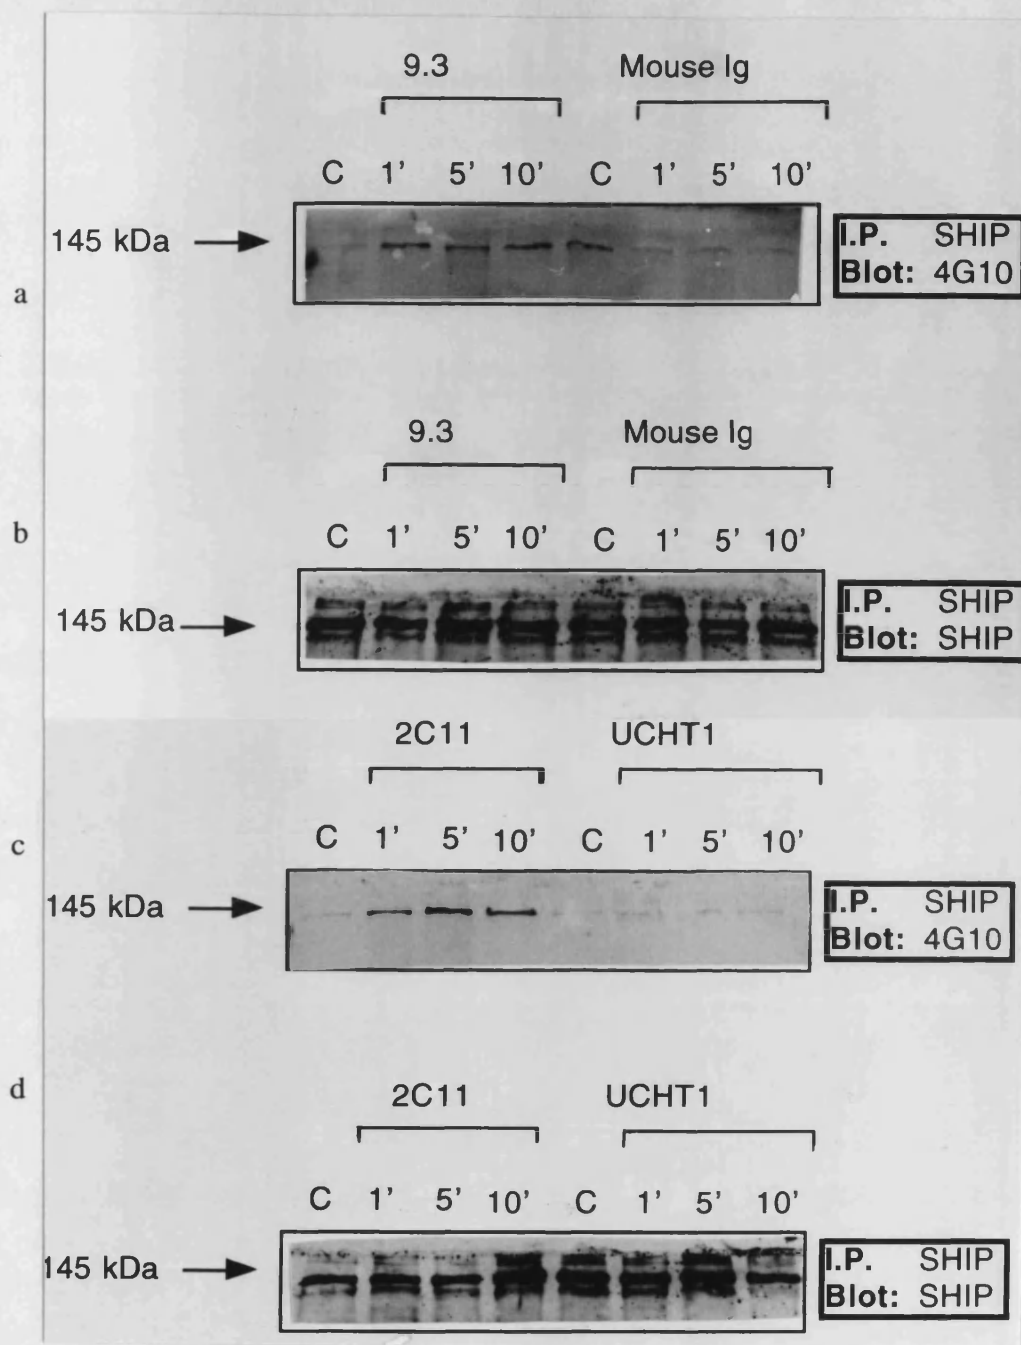 9.3 Mouse Ig
C 1' 5' 10' C 1' 5' 10'
145 kDa
I.P. SHIP
Blot: 4G10
a
9.3 Mouse Ig
b
C 1' 5' 10' C 1' 5' 10'
145 kDa
I.P. SHIP
Blot: SHIP
2C11 UCHT1
c
C 1' 5' 10' C 1' 5' 10'
145 kDa
I.P. SHIP
Blot: 4G10
d
2C11 UCHT1
C 1' 5' 10' C 1' 5' 10'
145 kDa
I.P. SHIP
Blot: SHIP